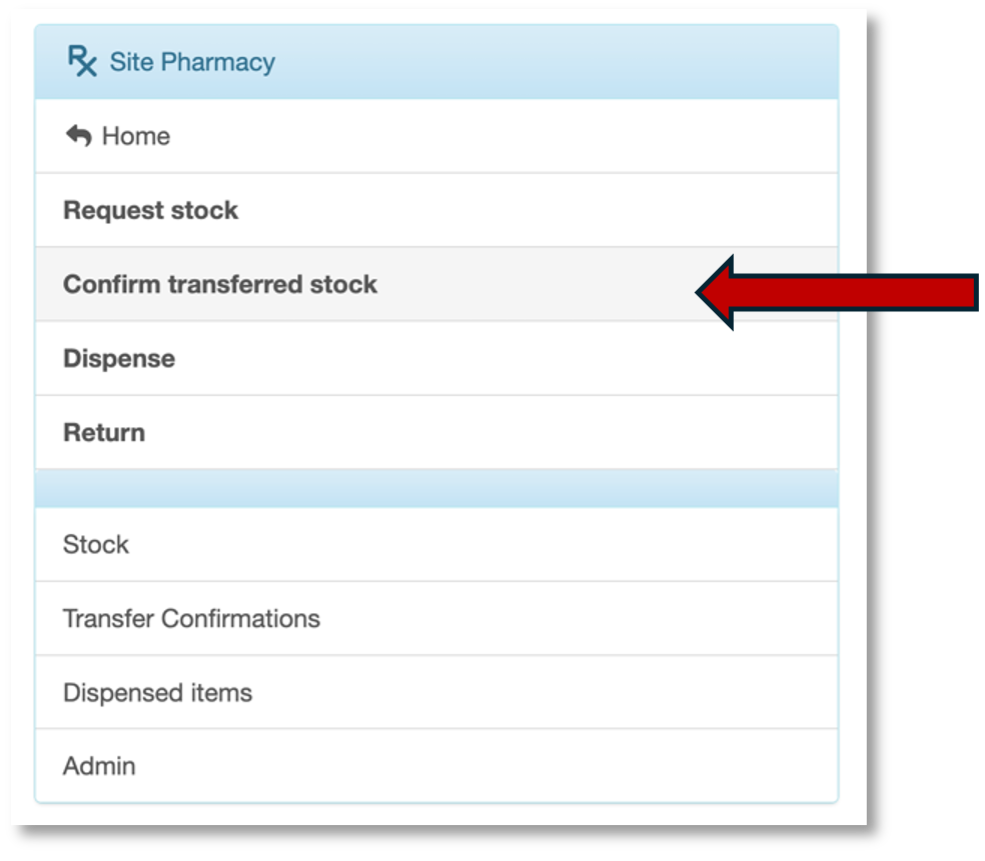 Rx Site Pharmacy
Home
Request stock
Confirm transferred stock
Dispense
Return
Stock
Transfer Confirmations
Dispensed items
Admin